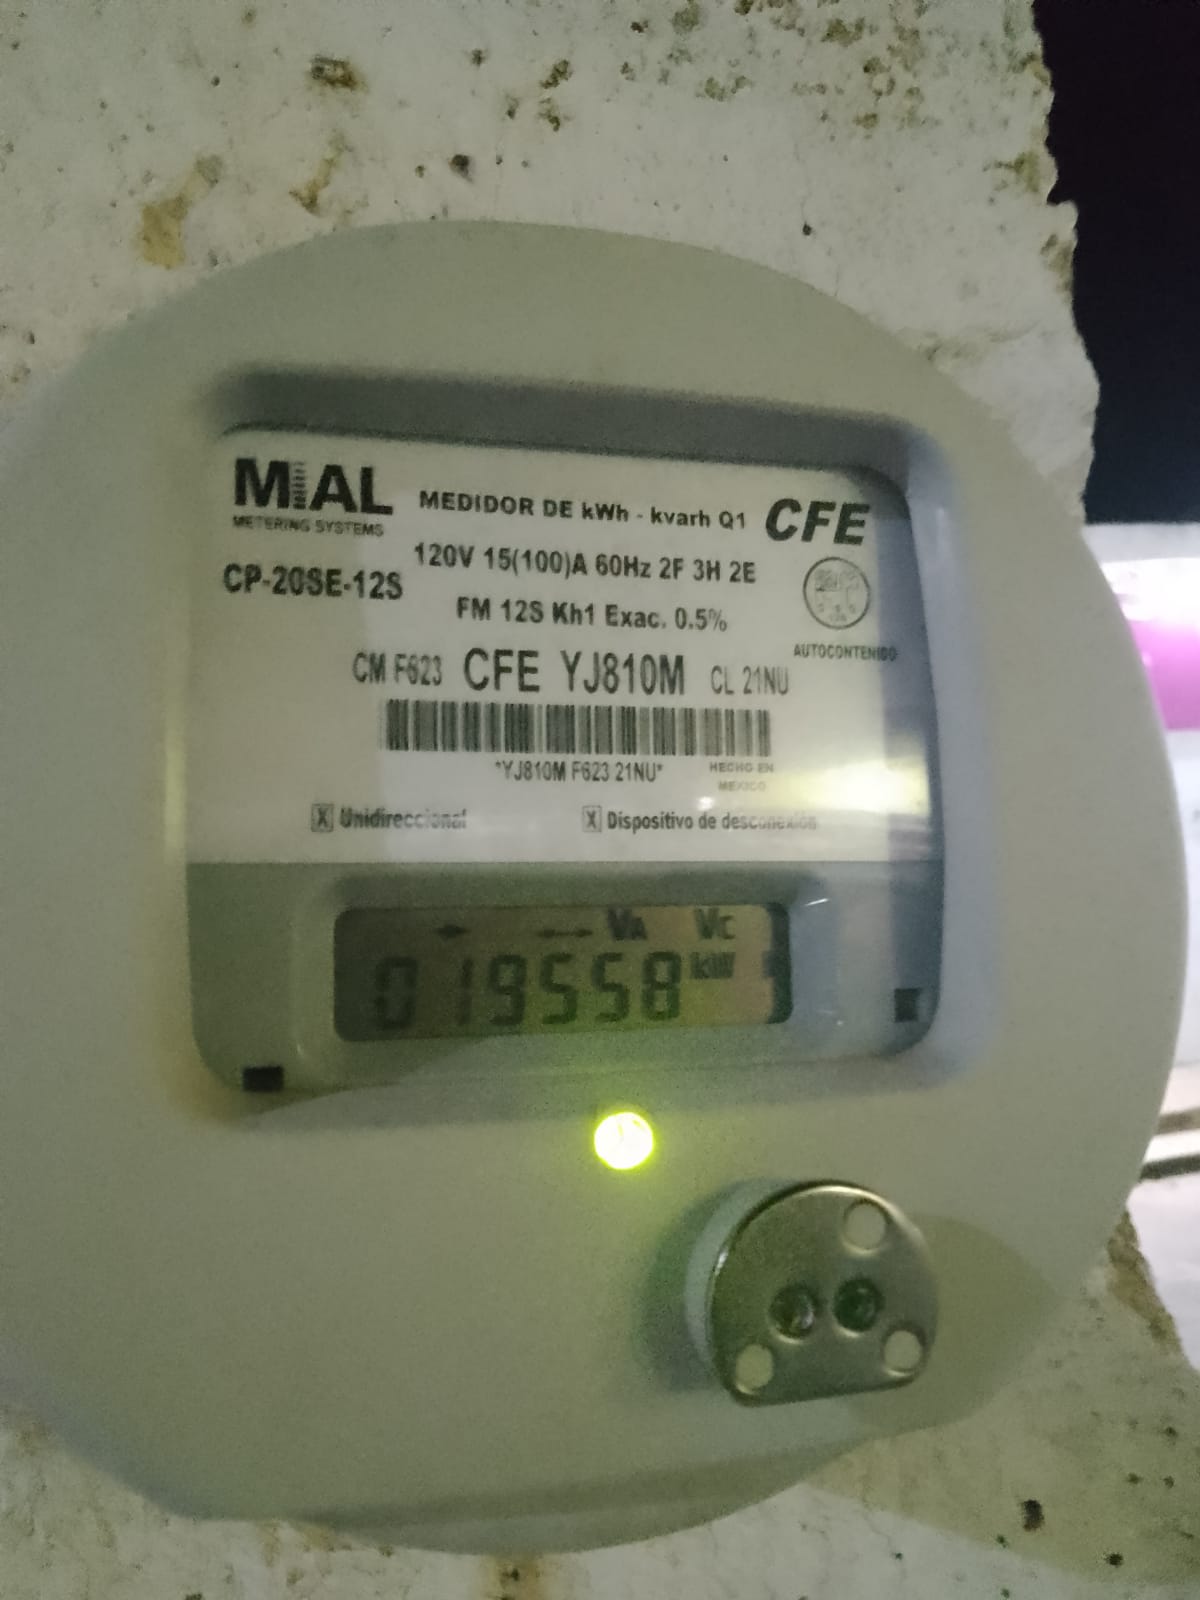 MIAL
METERING SYSTEMS
MEDIDOR DE kWh - kvarh Q1
CFE
120V 15(100)A 60Hz 2F 3H 2E
CP-20SE-12S
FM 12S Kh1 Exac. 0.5%
AUTOCONTENIDO
CM F623 CFE YJ810M CL 21NU
*YJ810M F623 21NU*
HECHO EN
MEXICO
X Unidireccional
X Dispositivo de desconexión
VA VC
019558 kW